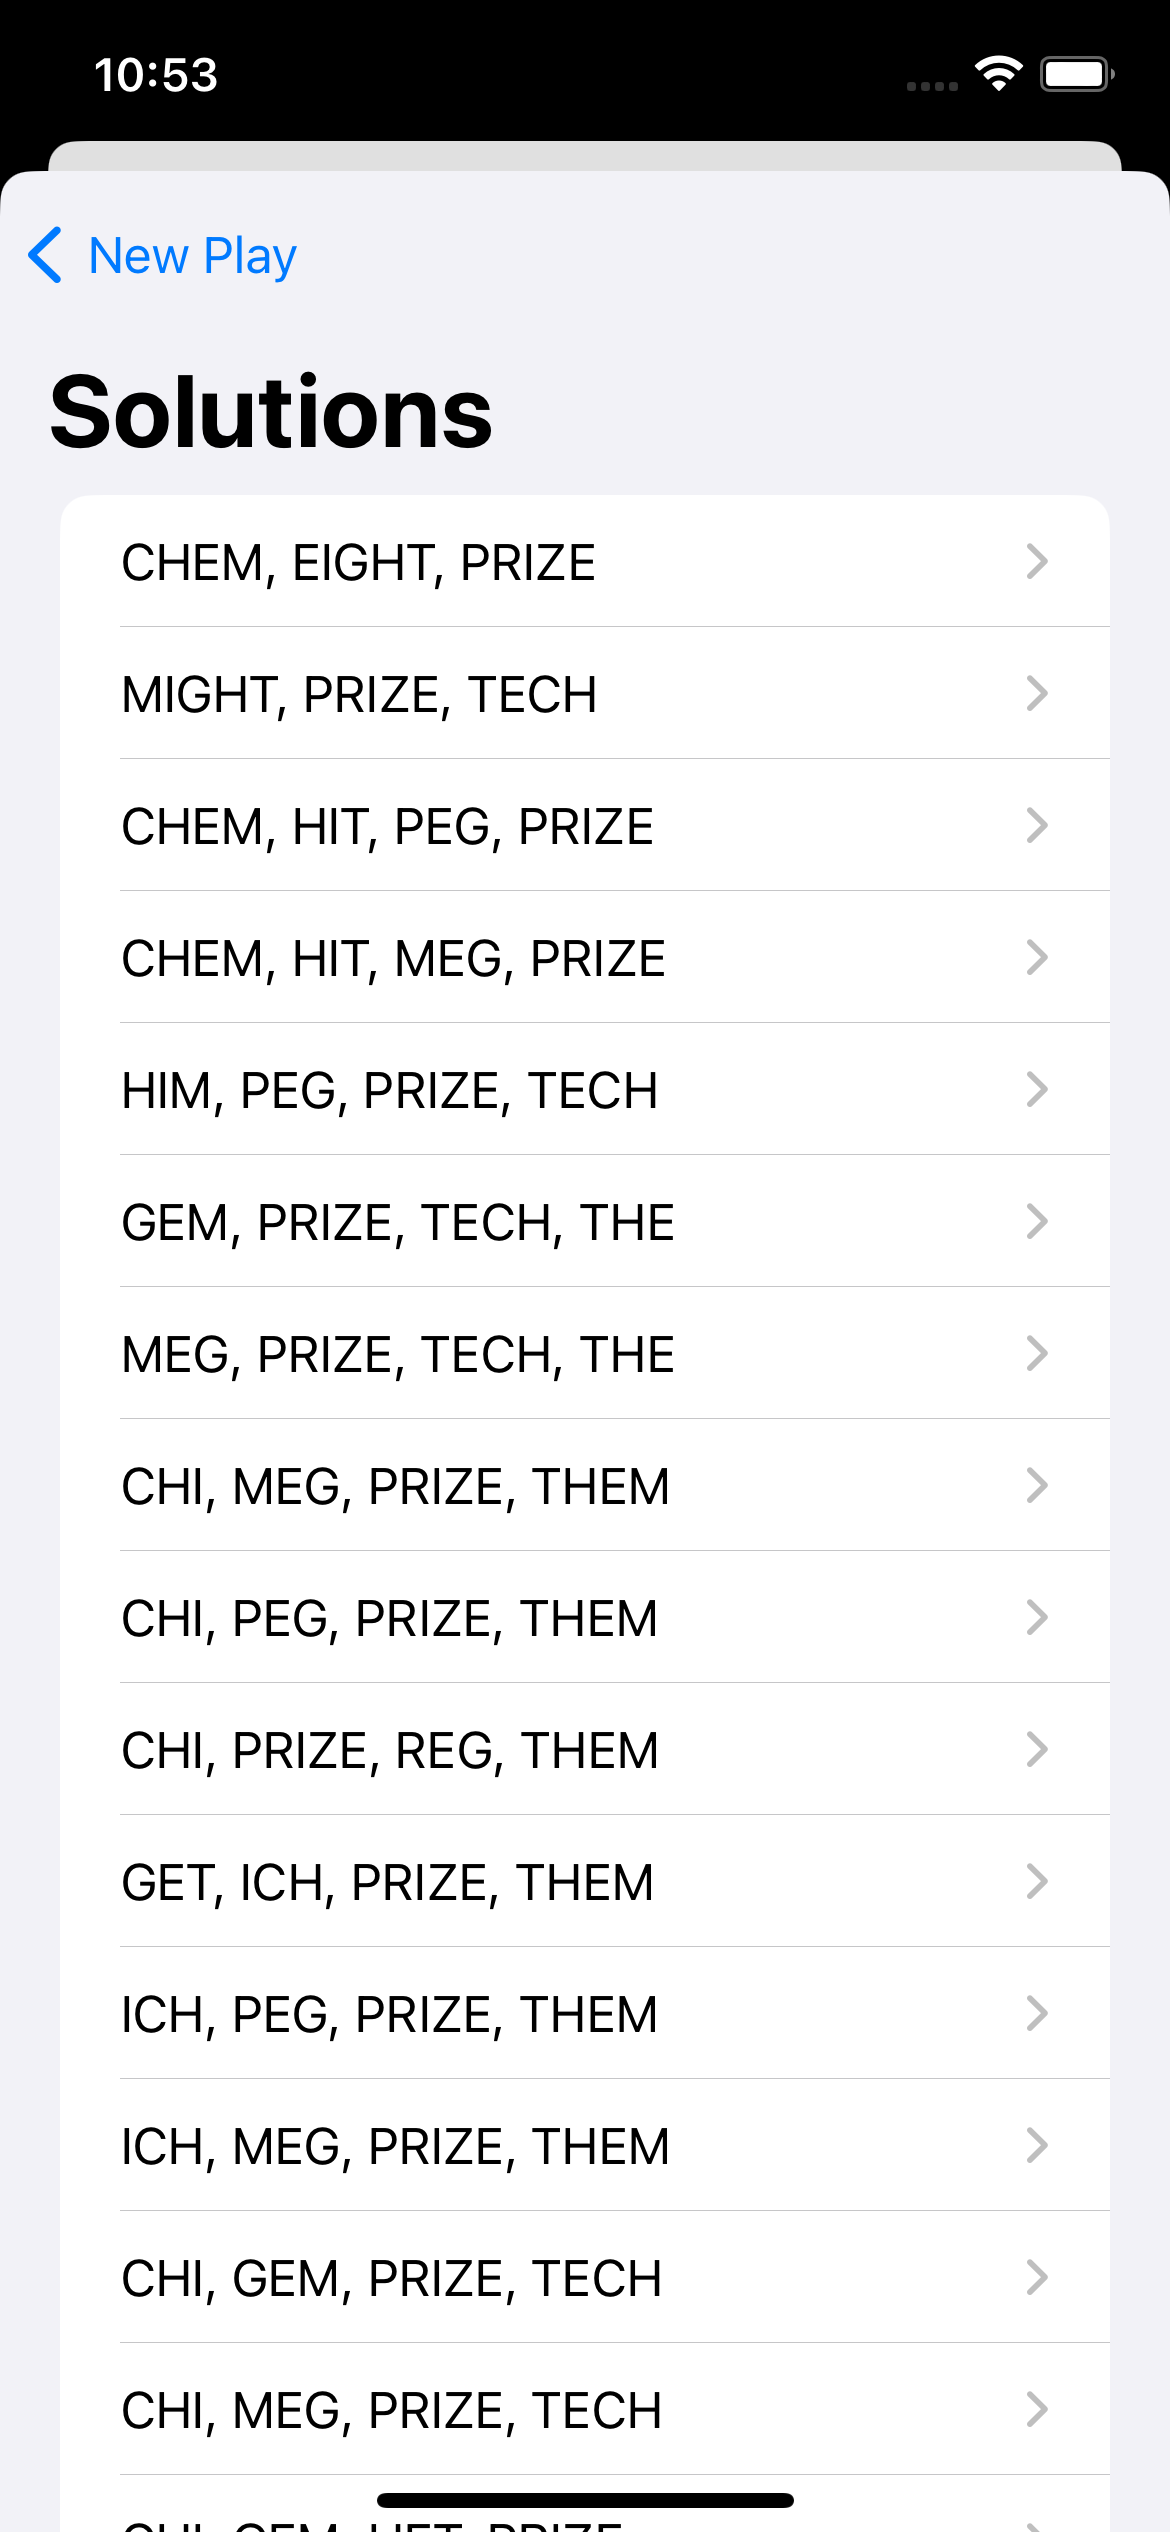 10:53
New Play
Solutions
CHEM, EIGHT, PRIZE
MIGHT, PRIZE, TECH
CHEM, HIT, PEG, PRIZE
CHEM, HIT, MEG, PRIZE
HIM, PEG, PRIZE, TECH
GEM, PRIZE, TECH, THE
MEG, PRIZE, TECH, THE
CHI, MEG, PRIZE, THEM
CHI, PEG, PRIZE, THEM
CHI, PRIZE, REG, THEM
GET, ICH, PRIZE, THEM
ICH, PEG, PRIZE, THEM
ICH, MEG, PRIZE, THEM
CHI, GEM, PRIZE, TECH
CHI, MEG, PRIZE, TECH